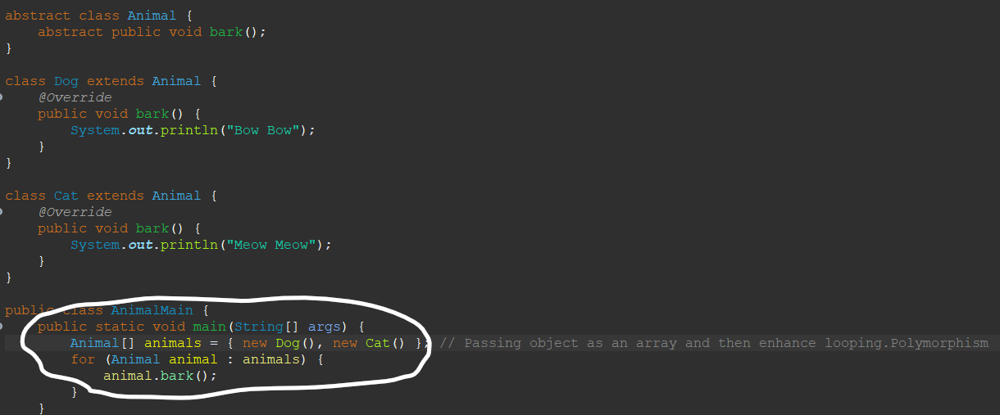 abstract class Animal {
    abstract public void bark();
}
class Dog extends Animal {
    @Override
    public void bark() {
        System.out.println("Bow Bow");
    }
}
class Cat extends Animal {
    @Override
    public void bark() {
        System.out.println("Meow Meow");
    }
}
public class AnimalMain {
    public static void main(String[] args) {
        Animal[] animals = { new Dog(), new Cat() }; // Passing object as an array and then enhance looping.Polymorphism
        for (Animal animal : animals) {
            animal.bark();
        }
    }